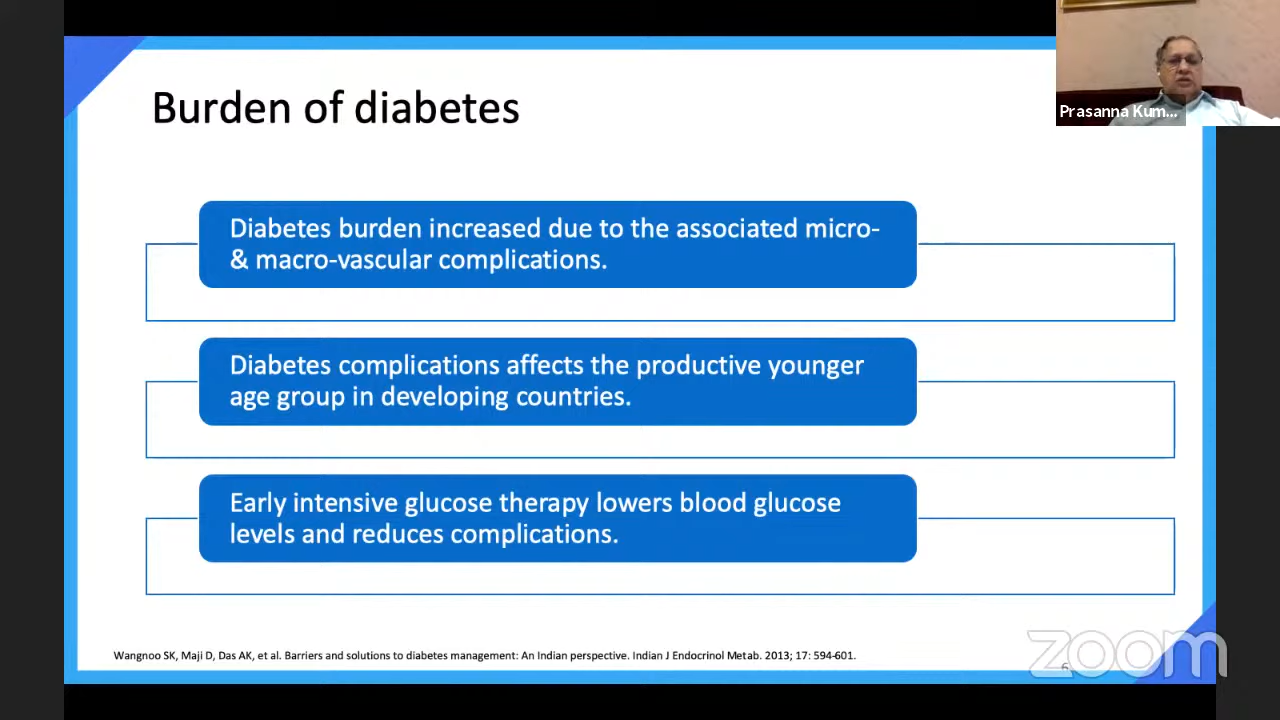 Burden of diabetes
Prasanna Kum...
Diabetes burden increased due to the associated micro-
& macro-vascular complications.
Diabetes complications affects the productive younger
age group in developing countries.
Early intensive glucose therapy lowers blood glucose
levels and reduces complications.
Wangnoo SK, Maji D, Das AK, et al. Barriers and solutions to diabetes management: An Indian perspective. Indian J Endocrinol Metab. 2013; 17: 594-601.
6
zoom